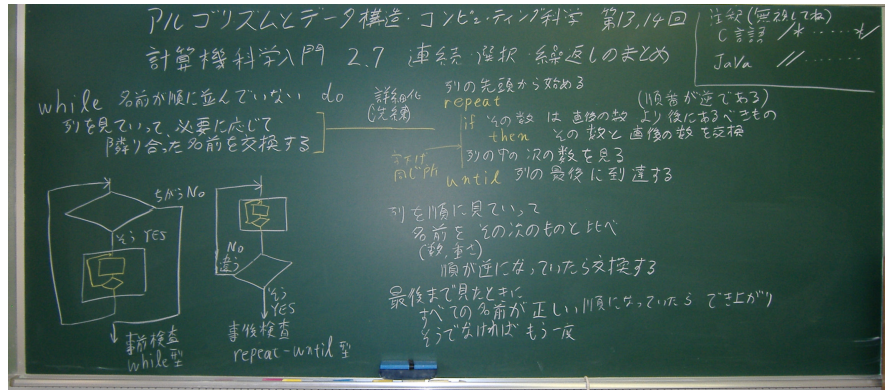 アルゴリズムとデータ構造・コンピューティング科学 第13,14回
計算機科学入門 2.7 連続・選択・繰返しのまとめ
注釈(無視してね)
C言語 /* ...... */
Java // ........
while 名前が順に並んでいない do
列を見ていって、必要に応じて
隣り合った名前を交換する
詳細化
(洗練)
列の先頭から始める
repeat
(順番が逆である)
if その数 は 直後の数 より後にあるべきもの
then その数と直後の数を交換
字下げ
同じ所
列の中の次の数を見る
until 列の最後に到達する
ちがう No
そう YES
事前検査
while型
No
違う
そう
YES
事後検査
repeat-until型
列を順に見ていって
名前を その次のものと比べ
(数,重さ)
順が逆になっていたら交換する
最後まで見たときに
すべての名前が正しい順になっていたら でき上がり
そうでなければ もう一度